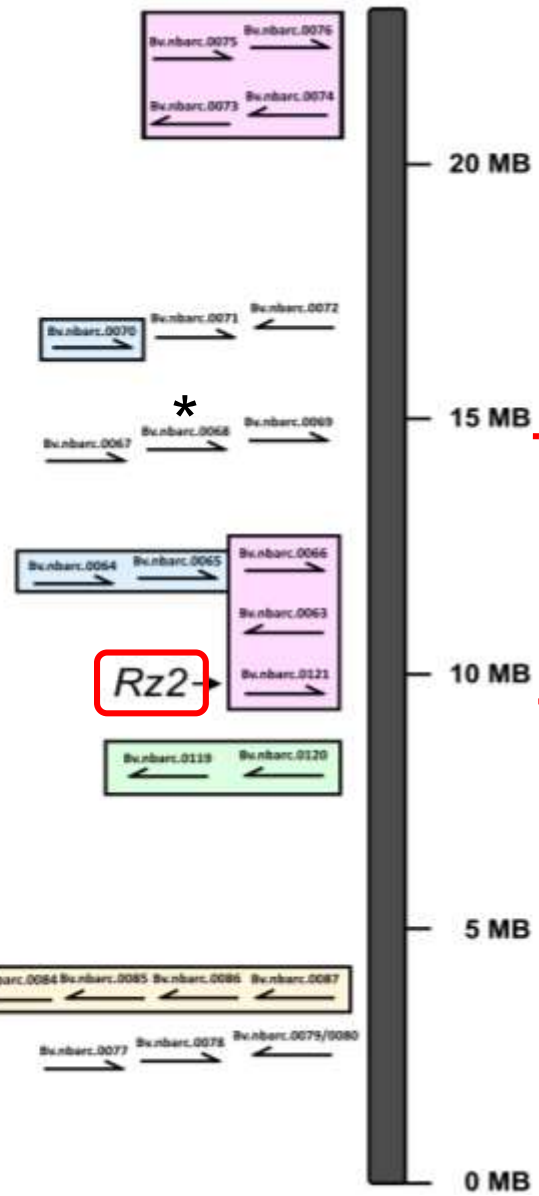 Bv.nbarc.0075 Bv.nbarc.0076
Bv.nbarc.0073 Bv.nbarc.0074
20 MB
Bv.nbarc.0070 Bv.nbarc.0071 Bv.nbarc.0072
*
15 MB
Bv.nbarc.0067 Bv.nbarc.0068 Bv.nbarc.0069
Bv.nbarc.0064 Bv.nbarc.0065 Bv.nbarc.0066
Bv.nbarc.0063
Rz2 Bv.nbarc.0121
10 MB
Bv.nbarc.0119 Bv.nbarc.0120
5 MB
barc.0084 Bv.nbarc.0085 Bv.nbarc.0086 Bv.nbarc.0087
Bv.nbarc.0077 Bv.nbarc.0078 Bv.nbarc.0079/0080
0 MB